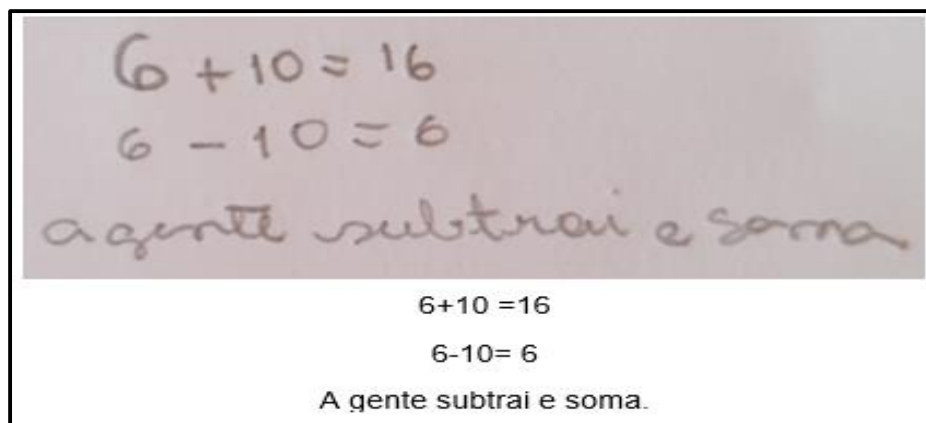 6 + 10 = 16
6 - 10 = 6
a gente subtrai e soma
6+10 =16
6-10= 6
A gente subtrai e soma.